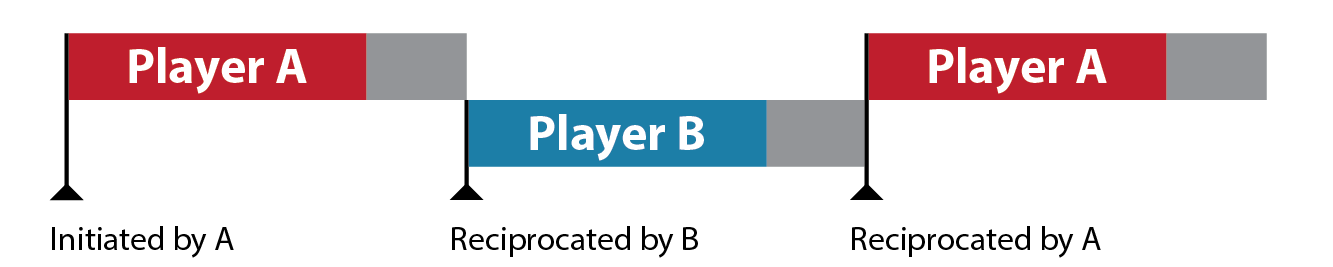 Player A
Player B
Player A
Initiated by A
Reciprocated by B
Reciprocated by A